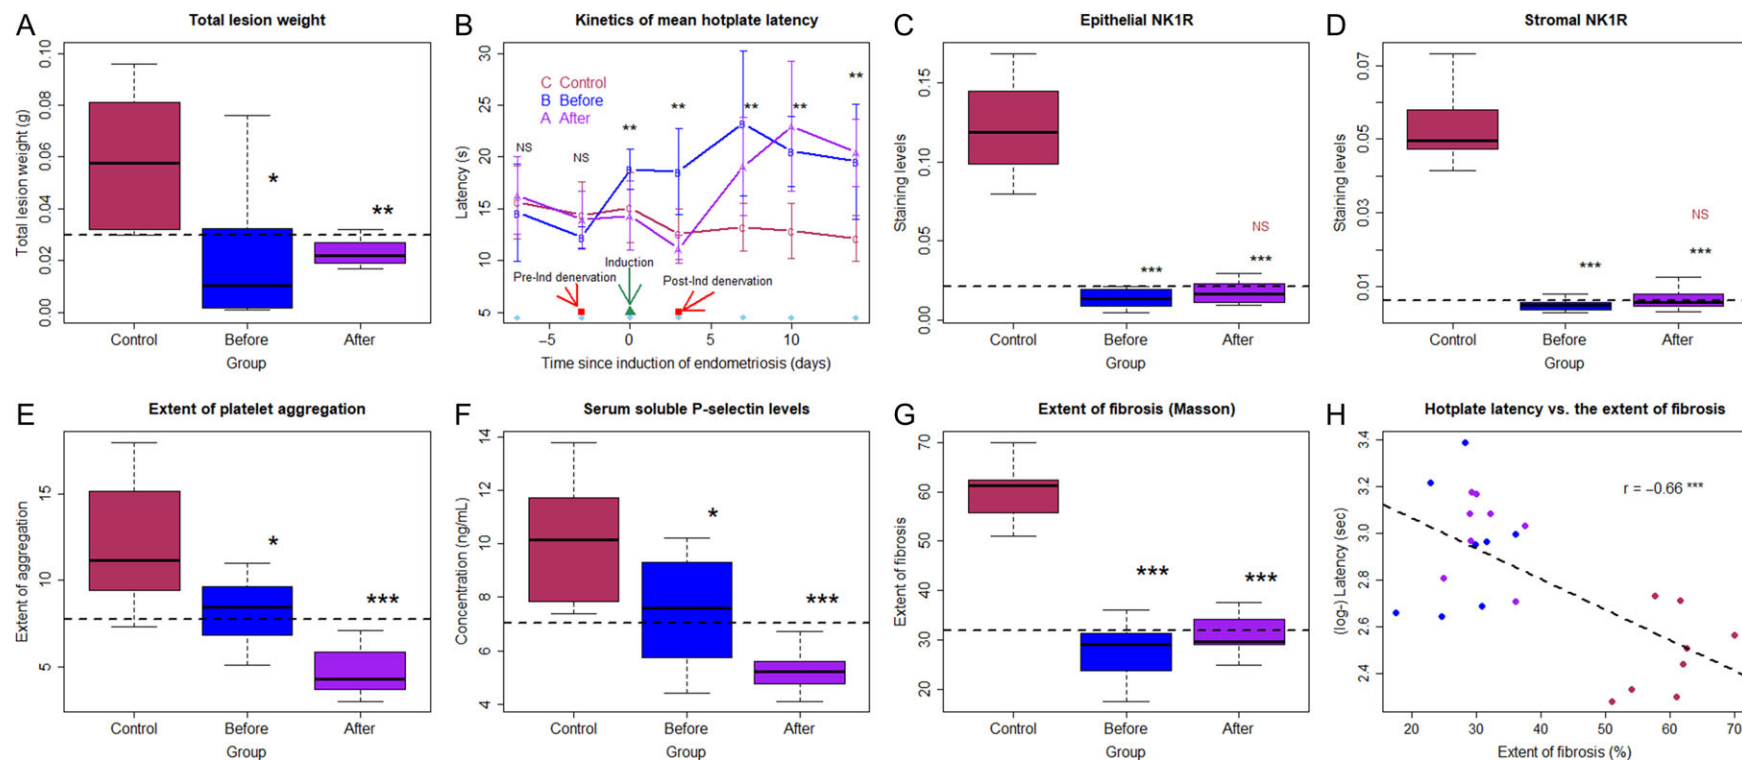 A
Total lesion weight
Total lesion weight (g)
0.10
0.08
0.06
0.04
0.02
0.00
*
**
Control
Before
After
Group
B
Kinetics of mean hotplate latency
Latency (s)
30
25
20
15
10
5
C Control
B Before
A After
NS
NS
**
**
**
**
**
Pre-Ind denervation
Induction
Post-Ind denervation
−5
0
5
10
Time since induction of endometriosis (days)
C
Epithelial NK1R
Staining levels
0.15
0.10
0.05
0.00
NS
***
***
Control
Before
After
Group
D
Stromal NK1R
Staining levels
0.07
0.05
0.03
0.01
NS
***
***
Control
Before
After
Group
E
Extent of platelet aggregation
Extent of aggregation
15
10
5
*
***
Control
Before
After
Group
F
Serum soluble P-selectin levels
Concentration (ng/mL)
14
12
10
8
6
4
*
***
Control
Before
After
Group
G
Extent of fibrosis (Masson)
Extent of fibrosis
70
60
50
40
30
20
***
***
Control
Before
After
Group
H
Hotplate latency vs. the extent of fibrosis
(log-) Latency (sec)
3.4
3.2
3.0
2.8
2.6
2.4
r = −0.66 ***
20
30
40
50
60
70
Extent of fibrosis (%)